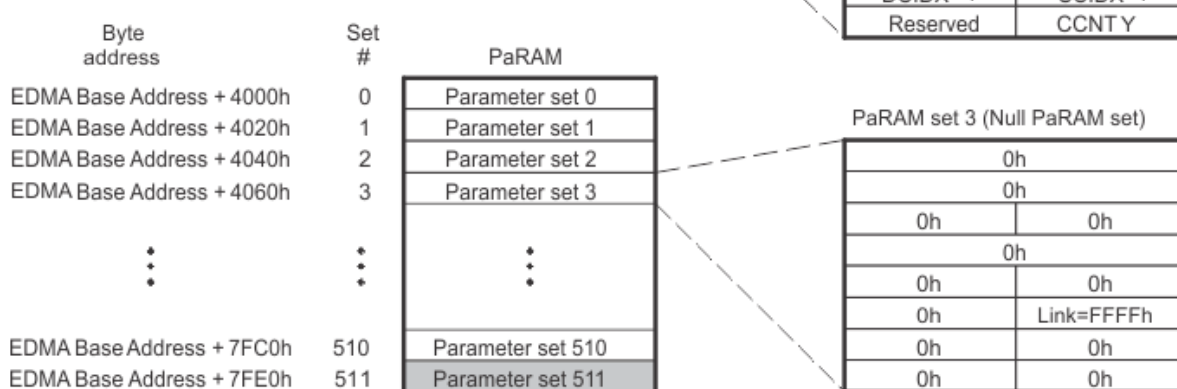 Reserved CCNT Y
Byte address Set # PaRAM
EDMA Base Address + 4000h 0 Parameter set 0
EDMA Base Address + 4020h 1 Parameter set 1
EDMA Base Address + 4040h 2 Parameter set 2
EDMA Base Address + 4060h 3 Parameter set 3
EDMA Base Address + 7FC0h 510 Parameter set 510
EDMA Base Address + 7FE0h 511 Parameter set 511
PaRAM set 3 (Null PaRAM set)
0h
0h
0h 0h
0h
0h 0h
0h Link=FFFFh
0h 0h
0h 0h